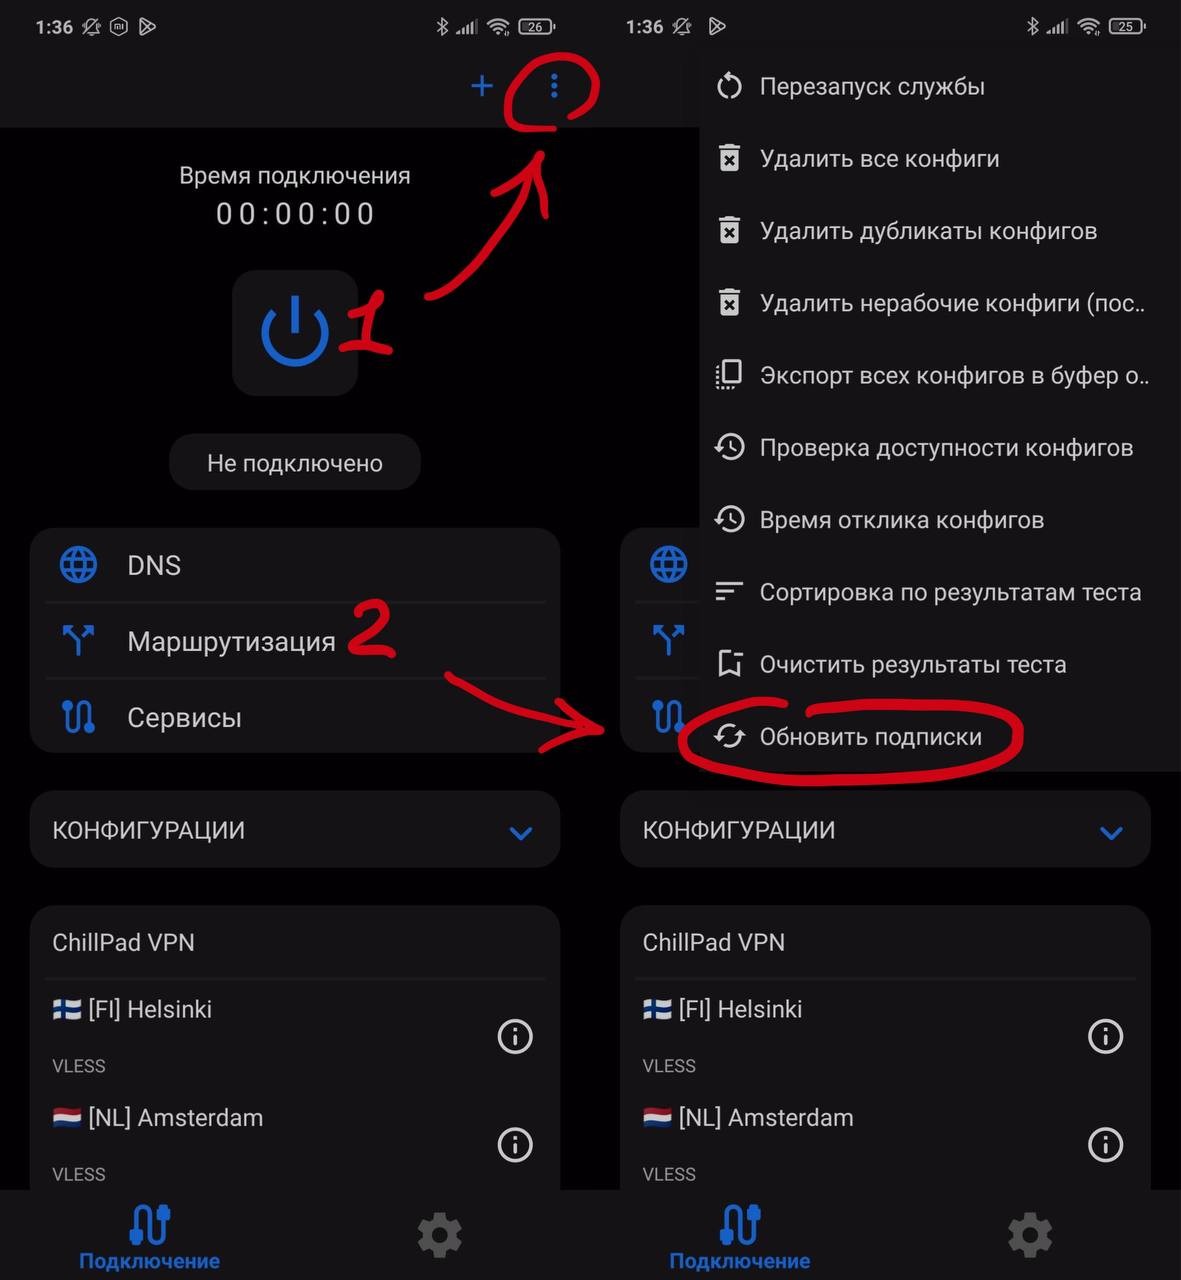 1:36
26
Время подключения
00:00:00
1
Не подключено
DNS
Маршрутизация
2
Сервисы
КОНФИГУРАЦИИ
ChillPad VPN
[FI] Helsinki
VLESS
[NL] Amsterdam
VLESS
Подключение
1:36
25
Перезапуск службы
Удалить все конфиги
Удалить дубликаты конфигов
Удалить нерабочие конфиги (пос..
Экспорт всех конфигов в буфер о..
Проверка доступности конфигов
Время отклика конфигов
Сортировка по результатам теста
Очистить результаты теста
Обновить подписки
КОНФИГУРАЦИИ
ChillPad VPN
[FI] Helsinki
VLESS
[NL] Amsterdam
VLESS
Подключение